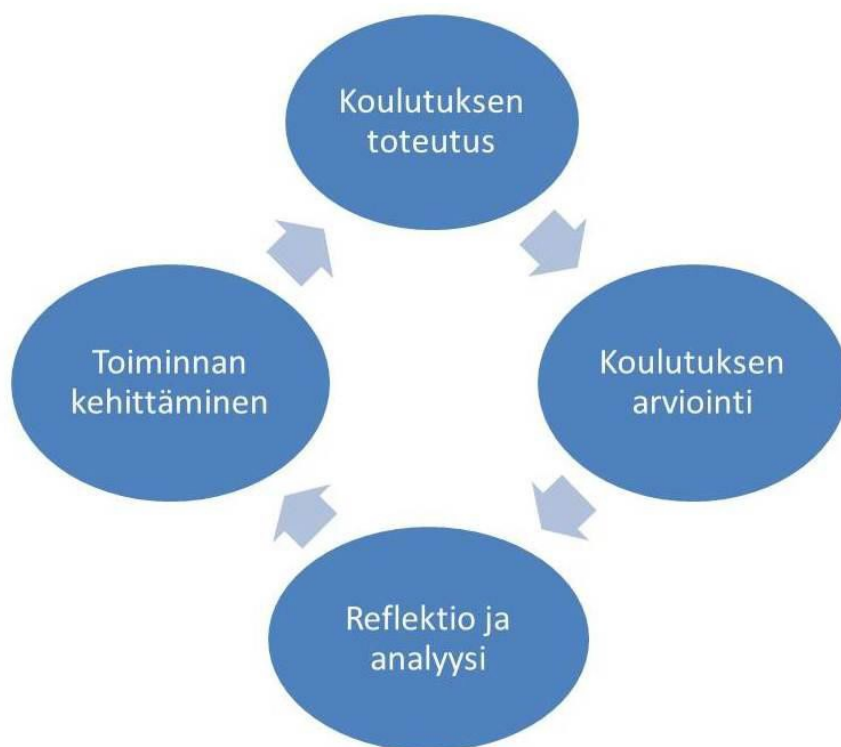 Koulutuksen
toteutus
Koulutuksen
arviointi
Reflektio ja
analyysi
Toiminnan
kehittäminen